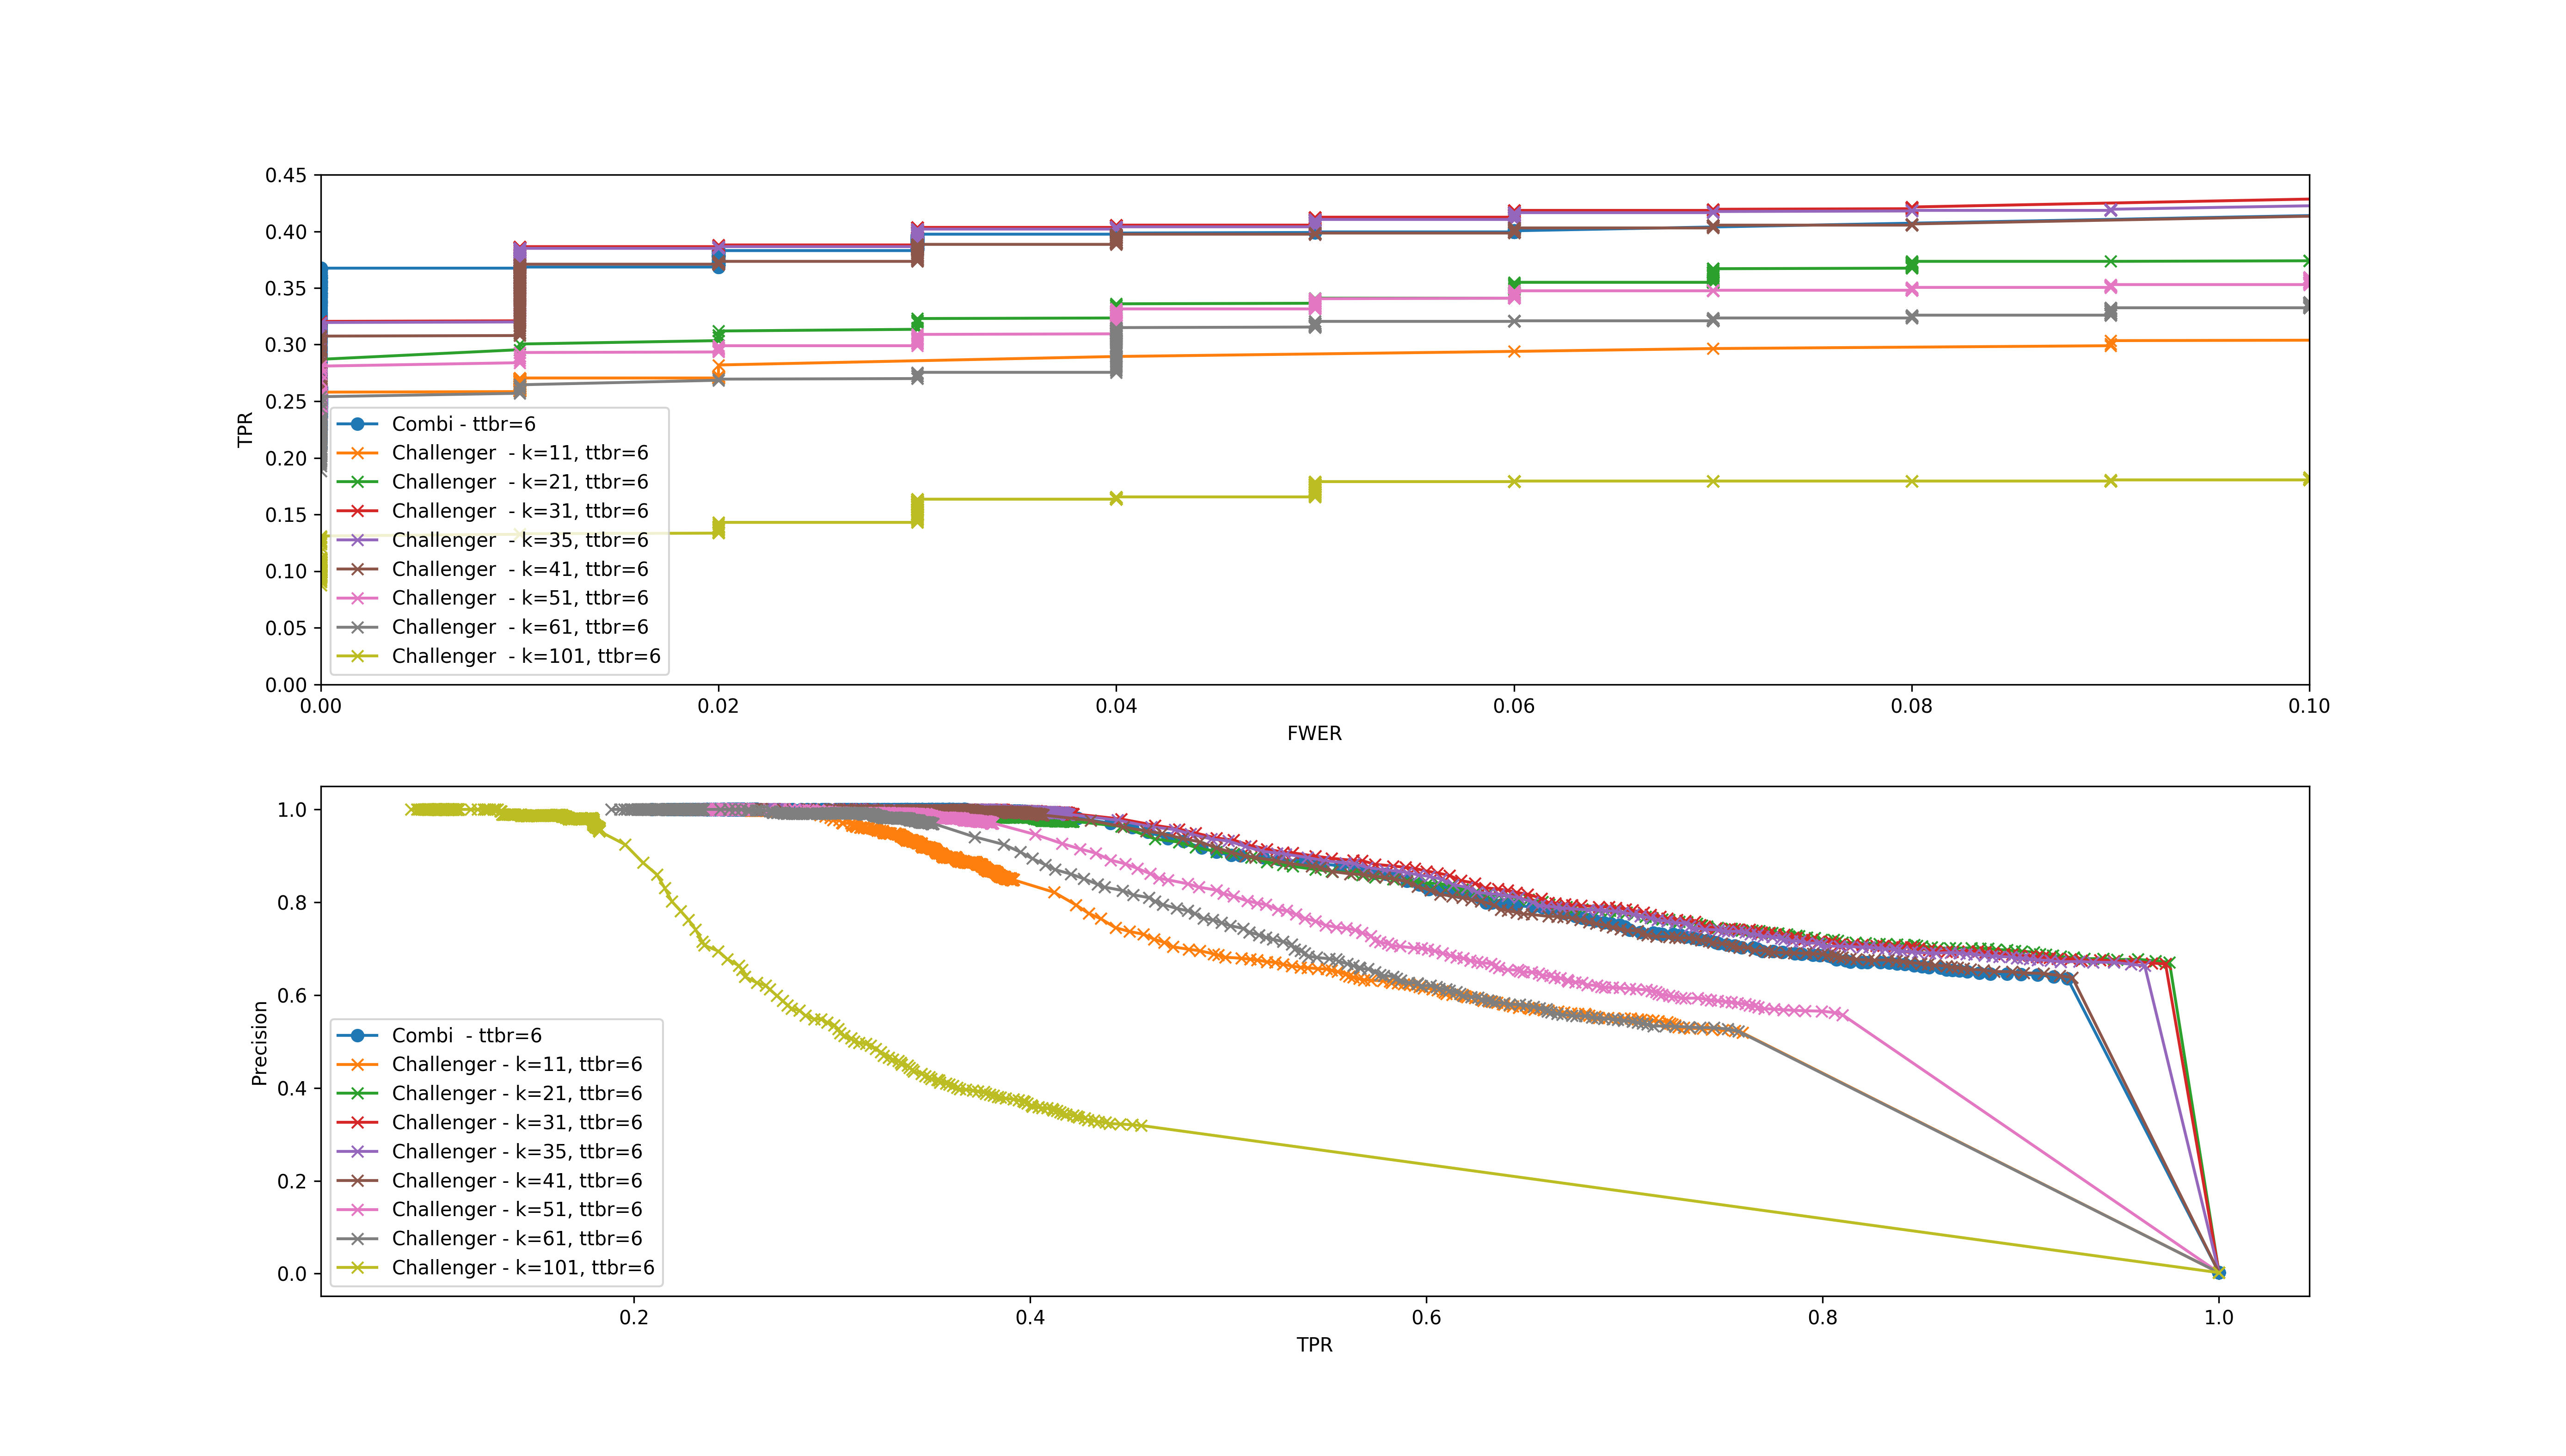 0.45
0.40
0.35
0.30
0.25
0.20
0.15
0.10
0.05
0.00
TPR
Combi - ttbr=6
Challenger  - k=11, ttbr=6
Challenger  - k=21, ttbr=6
Challenger  - k=31, ttbr=6
Challenger  - k=35, ttbr=6
Challenger  - k=41, ttbr=6
Challenger  - k=51, ttbr=6
Challenger  - k=61, ttbr=6
Challenger  - k=101, ttbr=6
0.00 0.02 0.04 0.06 0.08 0.10
FWER
1.0
0.8
0.6
0.4
0.2
0.0
Precision
Combi  - ttbr=6
Challenger - k=11, ttbr=6
Challenger - k=21, ttbr=6
Challenger - k=31, ttbr=6
Challenger - k=35, ttbr=6
Challenger - k=41, ttbr=6
Challenger - k=51, ttbr=6
Challenger - k=61, ttbr=6
Challenger - k=101, ttbr=6
0.2 0.4 0.6 0.8 1.0
TPR